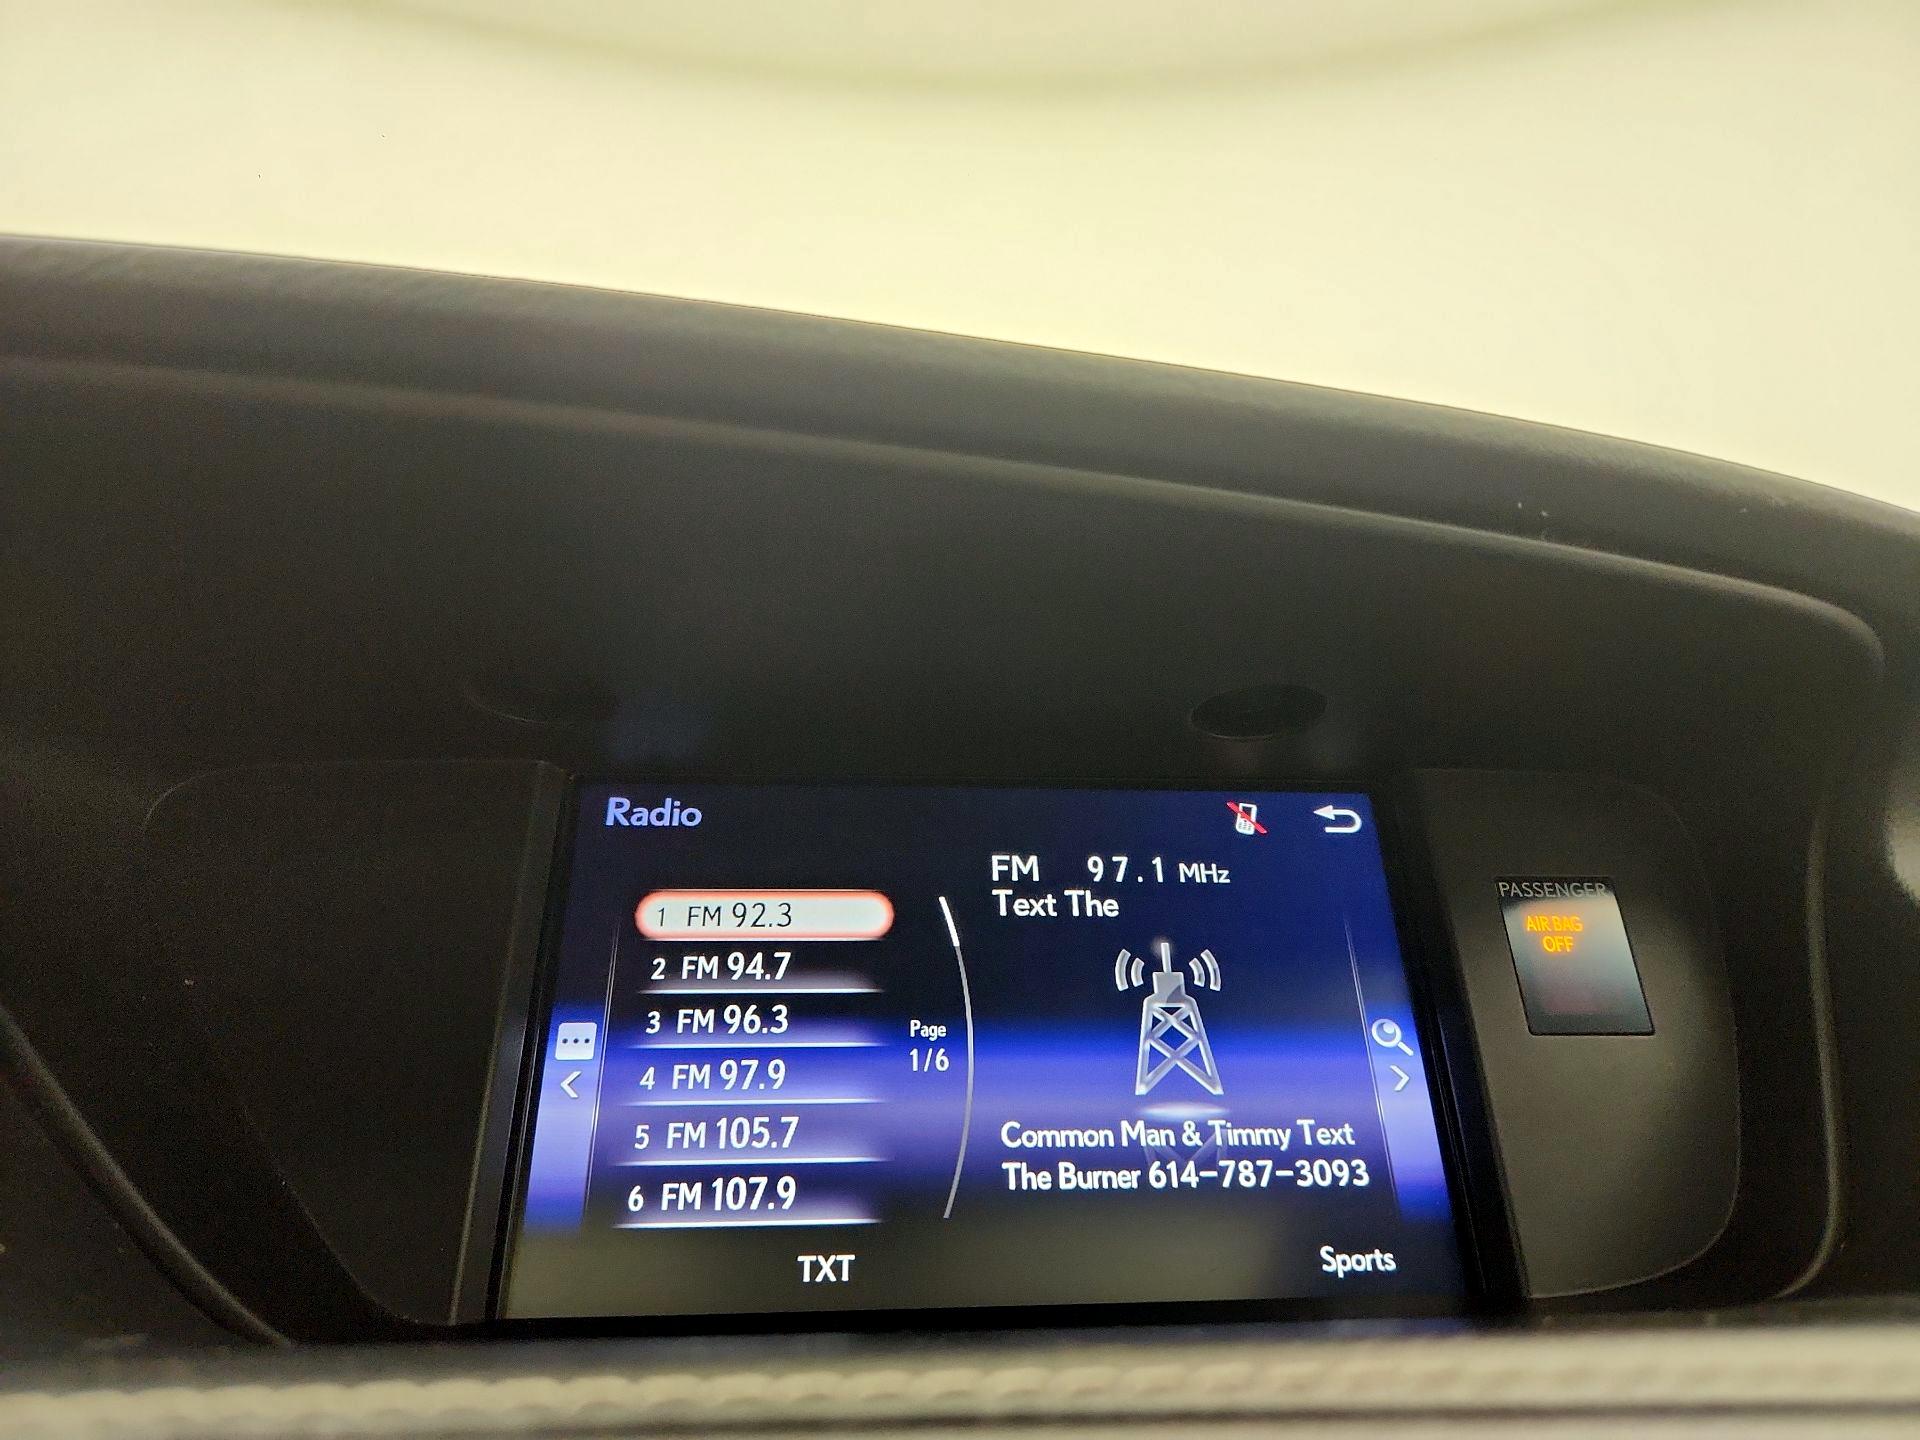 Radio
FM 97.1 MHz
Text The
1 FM 92.3
2 FM 94.7
3 FM 96.3
4 FM 97.9
5 FM 105.7
6 FM 107.9
Page
1/6
Common Man & Timmy Text
The Burner 614-787-3093
TXT
Sports
PASSENGER
AIR BAG
OFF